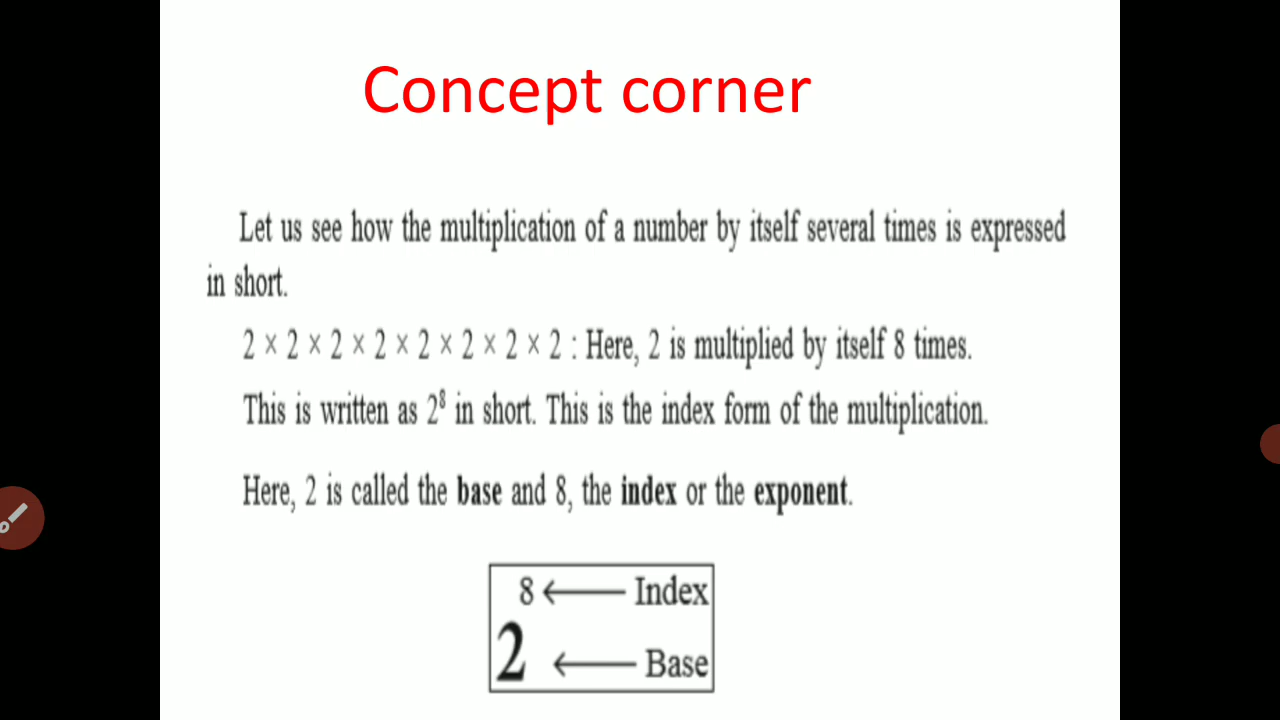 Concept corner
Let us see how the multiplication of a number by itself several times is expressed
in short.
2 × 2 × 2 × 2 × 2 × 2 × 2 × 2 : Here, 2 is multiplied by itself 8 times.
This is written as 2⁸ in short. This is the index form of the multiplication.
Here, 2 is called the base and 8, the index or the exponent.
8 ← Index
2 ← Base